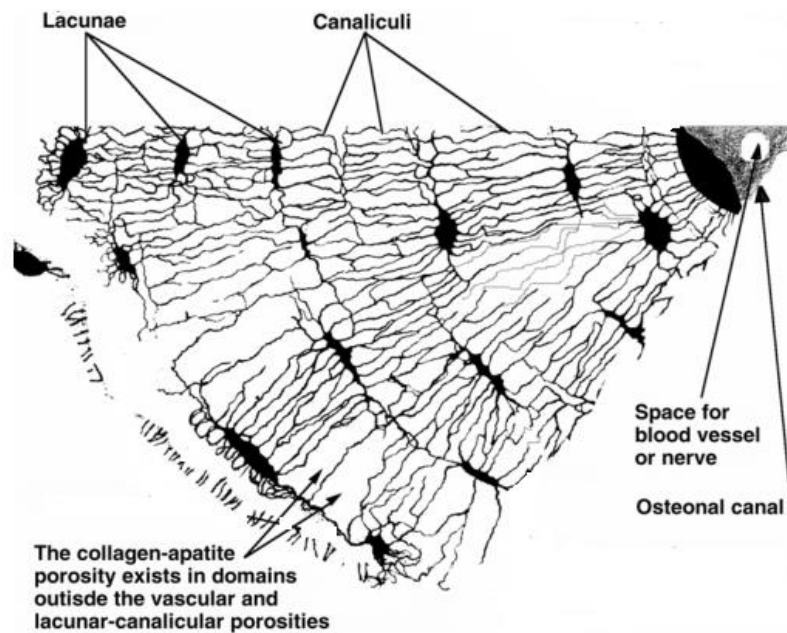 Lacunae
Canaliculi
Space for
blood vessel
or nerve
Osteonal canal
The collagen-apatite
porosity exists in domains
outisde the vascular and
lacunar-canalicular porosities